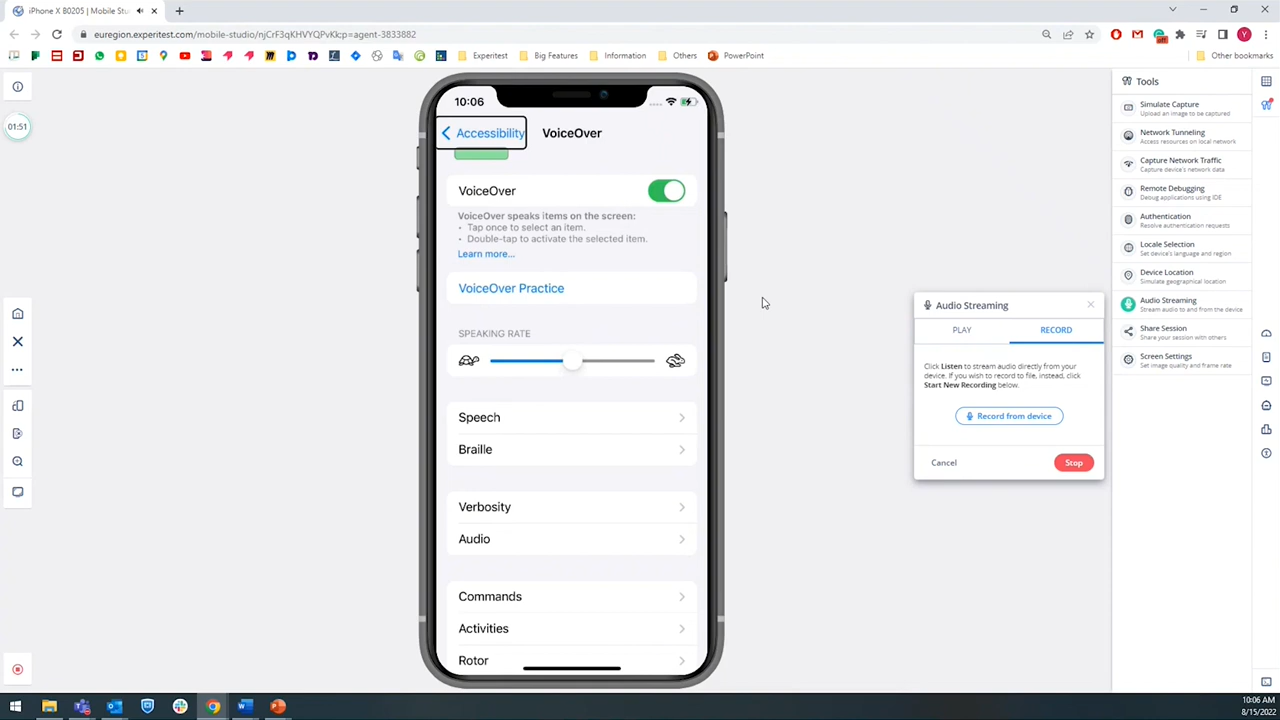 iPhone X B0205 | Mobile Stu
euregion.experitest.com/mobile-studio/njCrF3qKHVYQPvKk?cp=agent-3833882
Experitest
Big Features
Information
Others
PowerPoint
Other bookmarks
01:51
10:06
Accessibility
VoiceOver
VoiceOver
VoiceOver speaks items on the screen:
• Tap once to select an item.
• Double-tap to activate the selected item.
Learn more...
VoiceOver Practice
SPEAKING RATE
Speech
Braille
Verbosity
Audio
Commands
Activities
Rotor
Audio Streaming
PLAY
RECORD
Click Listen to stream audio directly from your
device. If you wish to record to file, instead, click
Start New Recording below.
Record from device
Cancel
Stop
Tools
Simulate Capture
Upload an image to be captured
Network Tunneling
Access resources on local network
Capture Network Traffic
Capture device's network data
Remote Debugging
Debug applications using IDE
Authentication
Resolve authentication requests
Locale Selection
Set device's language and region
Device Location
Simulate geographical location
Audio Streaming
Stream audio to and from the device
Share Session
Share your session with others
Screen Settings
Set image quality and frame rate
10:06 AM
8/15/2022